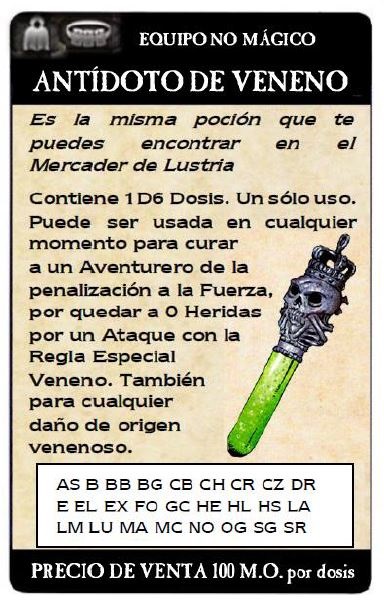 EQUIPO NO MÁGICO
ANTÍDOTO DE VENENO
Es la misma poción que te
puedes encontrar en el
Mercader de Lustria
Contiene 1D6 Dosis. Un sólo uso.
Puede ser usada en cualquier
momento para curar
a un Aventurero de la
penalización a la Fuerza,
por quedar a 0 Heridas
por un Ataque con la
Regla Especial
Veneno. También
para cualquier
daño de origen
venenoso.
AS B BB BG CB CH CR CZ DR
E EL EX FO GC HE HL HS LA
LM LU MA MC NO OG SG SR
PRECIO DE VENTA 100 M.O. por dosis